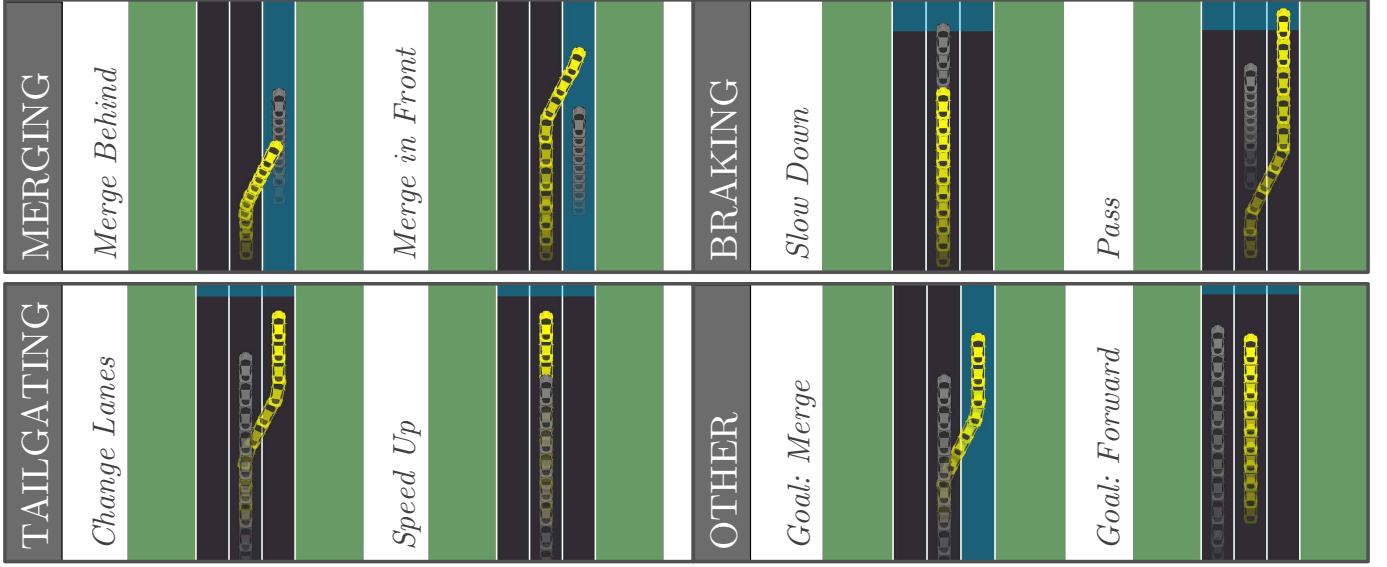 MERGING
Merge Behind
Merge in Front
BRAKING
Slow Down
Pass
TAILGATING
Change Lanes
Speed Up
OTHER
Goal: Merge
Goal: Forward